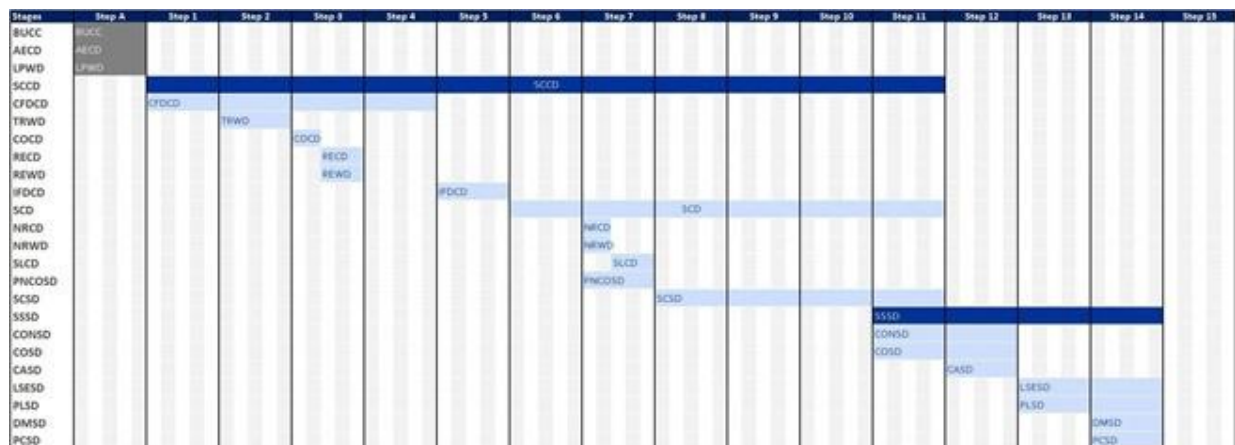 Stages Step A Step 1 Step 2 Step 3 Step 4 Step 5 Step 6 Step 7 Step 8 Step 9 Step 10 Step 11 Step 12 Step 13 Step 14 Step 15
BUCC BUCC
AECD AECD
LPWD LPWD
SCCD SCCD
CFDCD CFDCD
TRWD TRWD
COCD COCD
RECD RECD
REWD REWD
IFDCD IFDCD
SCD SCD
NRCD NRCD
NRWD NRWD
SLCD SLCD
PNCOSD PNCOSD
SCSD SCSD
SSSD SSSD
CONSD CONSD
COSD COSD
CASD CASD
LSESD LSESD
PLSD PLSD
DMSD DMSD
PCSD PCSD